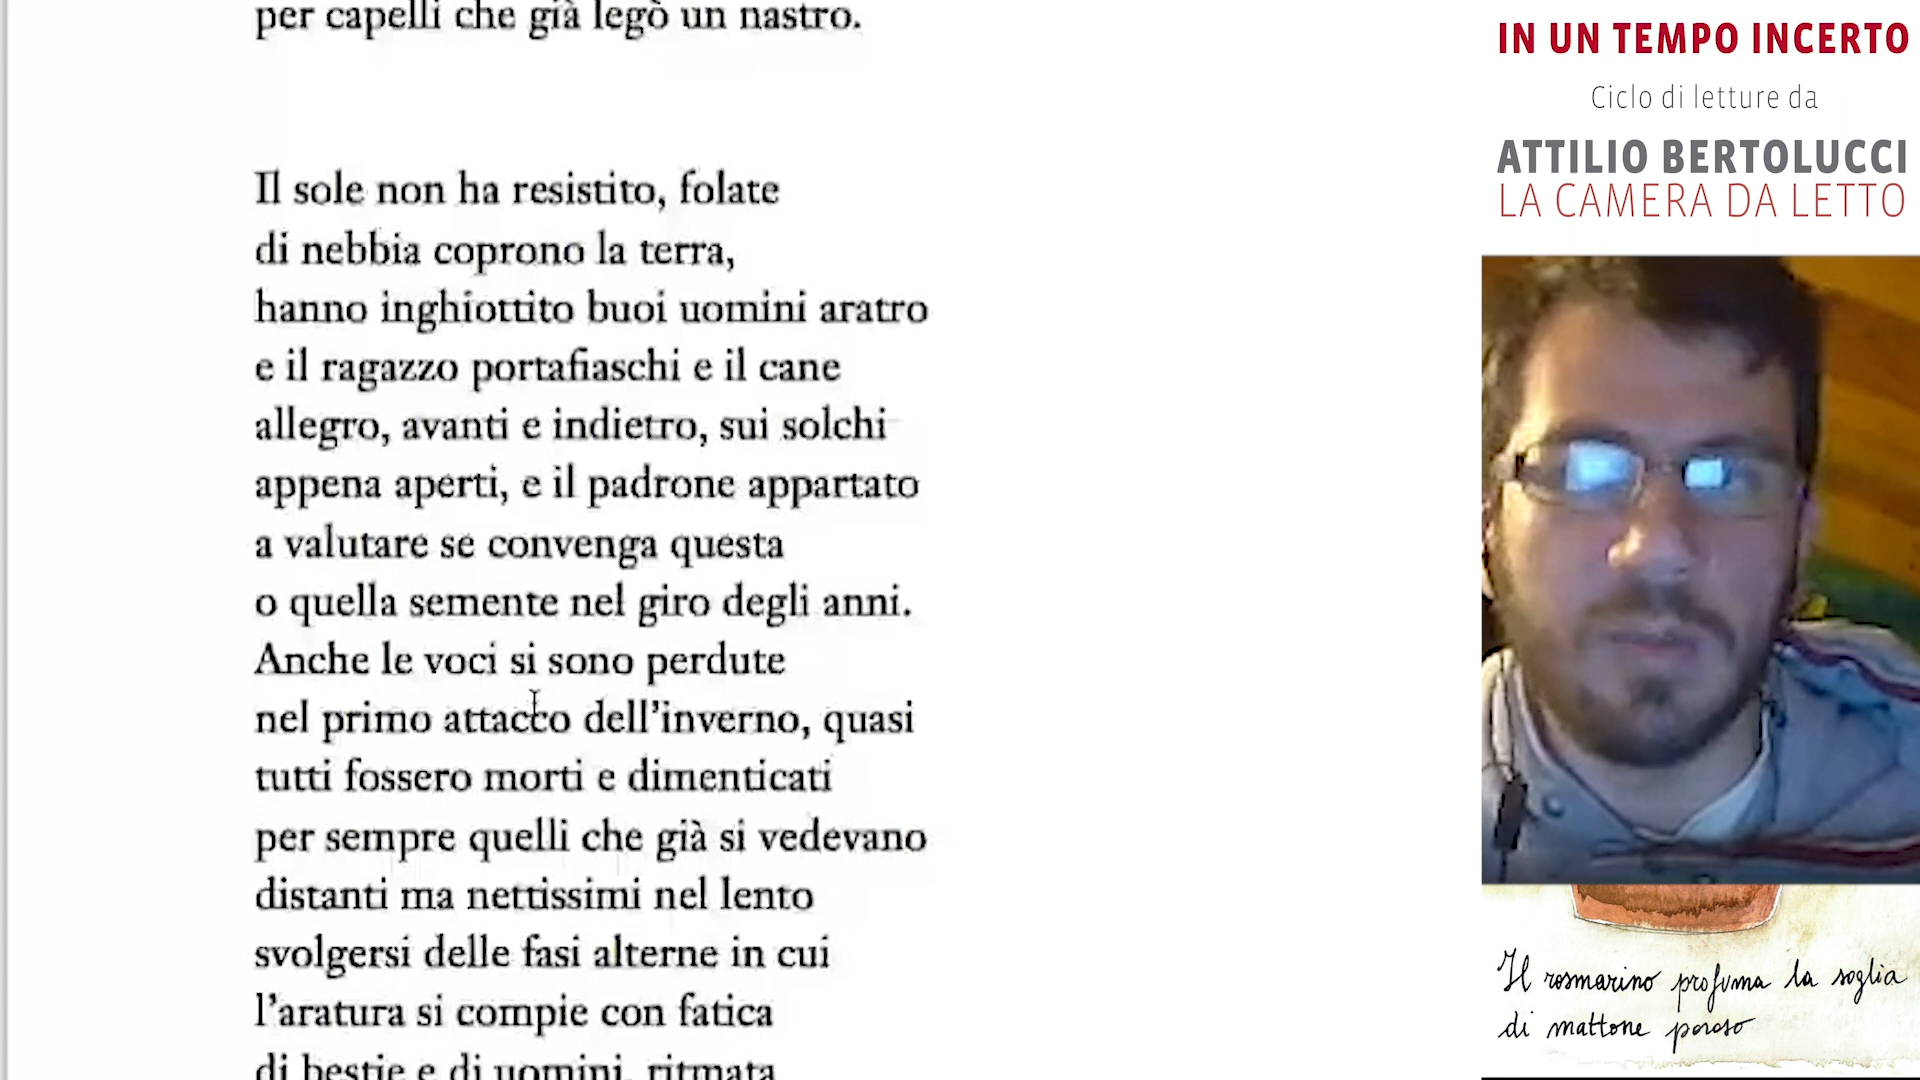 per capelli che già legò un nastro.
Il sole non ha resistito, folate
di nebbia coprono la terra,
hanno inghiottito buoi uomini aratro
e il ragazzo portafiaschi e il cane
allegro, avanti e indietro, sui solchi
appena aperti, e il padrone appartato
a valutare se convenga questa
o quella semente nel giro degli anni.
Anche le voci si sono perdute
nel primo attacco dell'inverno, quasi
tutti fossero morti e dimenticati
per sempre quelli che già si vedevano
distanti ma nettissimi nel lento
svolgersi delle fasi alterne in cui
l'aratura si compie con fatica
di bestie e di uomini, ritmata
IN UN TEMPO INCERTO
Ciclo di letture da
ATTILIO BERTOLUCCI
LA CAMERA DA LETTO
Il rosmarino profuma la soglia
di mattone poroso